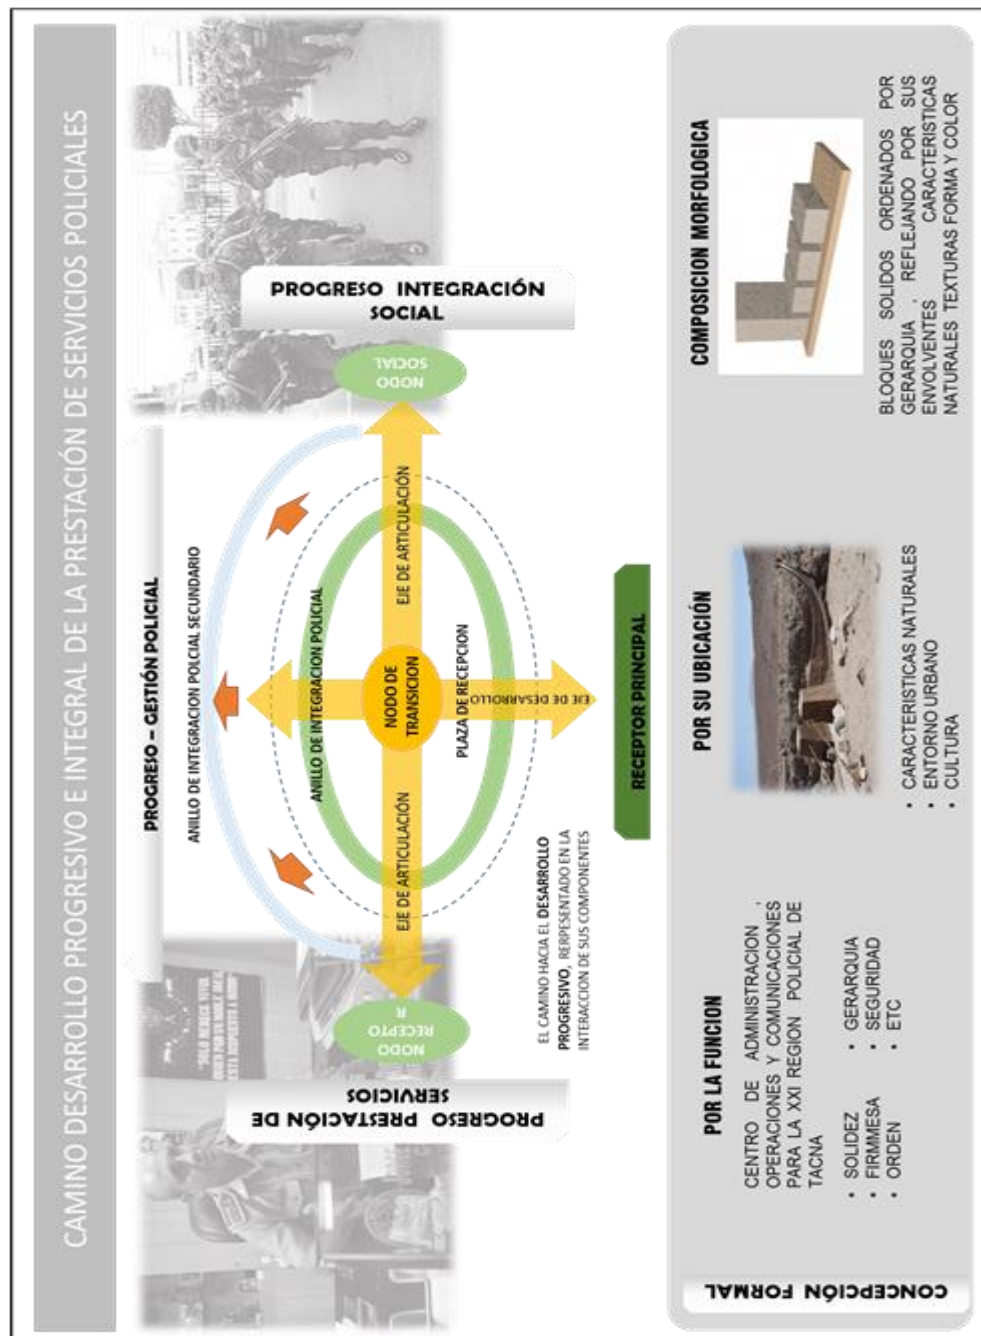 CAMINO DESARROLLO PROGRESIVO E INTEGRAL DE LA PRESTACIÓN DE SERVICIOS POLICIALES
PROGRESO – GESTIÓN POLICIAL
ANILLO DE INTEGRACION POLCIAL SECUNDARIO
ANILLO DE INTEGRACION POLICIAL
"SOLO DESEA VIVIR
PROGRESO PRESTACIÓN DE
SERVICIOS
NODO
RECEPTO
R
EJE DE ARTICULACIÓN
NODO DE
TRANSICION
EJE DE ARTICULACIÓN
NODO
SOCIAL
PROGRESO INTEGRACIÓN
SOCIAL
PLAZA DE RECEPCION
EJE DE DESARROLLO
EL CAMINO HACIA EL DESARROLLO
PROGRESIVO, RERPESENTADO EN LA
INTERACCION DE SUS COMPONENTES
RECEPTOR PRINCIPAL
CONCEPCIÓN FORMAL
POR LA FUNCION
CENTRO DE ADMINISTRACION ,
OPERACIONES Y COMUNICACIONES
PARA LA XXI REGION POLICIAL DE
TACNA
• SOLIDEZ
• FIRMMESA
• ORDEN
• GERARQUIA
• SEGURIDAD
• ETC
POR SU UBICACIÓN
• CARACTERISTICAS NATURALES
• ENTORNO URBANO
• CULTURA
COMPOSICION MORFOLOGICA
BLOQUES SOLIDOS ORDENADOS POR
GERARQUIA , REFLEJANDO POR SUS
ENVOLVENTES CARACTERISTICAS
NATURALES TEXTURAS FORMA Y COLOR